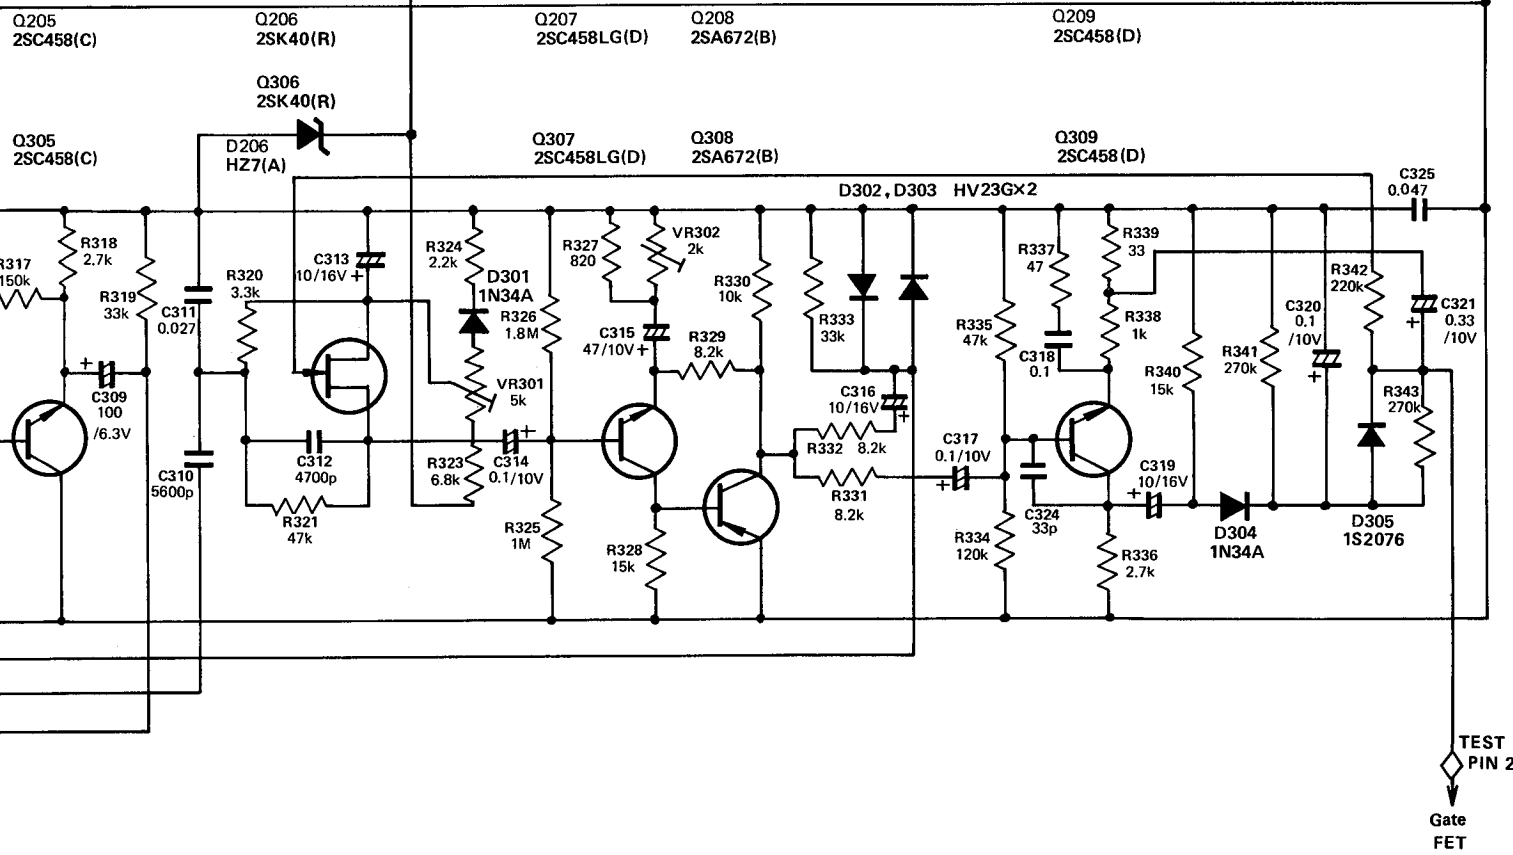 Q205
2SC458(C)
Q206
2SK40(R)
Q207
2SC458LG(D)
Q208
2SA672(B)
Q209
2SC458(D)
Q306
2SK40(R)
Q305
2SC458(C)
D206
HZ7(A)
Q307
2SC458LG(D)
Q308
2SA672(B)
Q309
2SC458(D)
D302, D303 HV23G×2
C325
0.047
R318
2.7k
R317
150k
R319
33k
C311
0.027
R320
3.3k
C313
10/16V +
R324
2.2k
D301
1N34A
R326
1.8M
R327
820
VR302
2k
C315
47/10V +
R329
8.2k
R330
10k
R333
33k
R335
47k
R337
47
C318
0.1
R339
33
R338
1k
R340
15k
R341
270k
C320
0.1
/10V
+
R342
220k
C321
0.33
/10V
+
R343
270k
+
C309
100
/6.3V
VR301
5k
C316
10/16V
+
R332 8.2k
R331
8.2k
C317
0.1/10V
+
C310
5600p
C312
4700p
R321
47k
R323
6.8k
+
C314
0.1/10V
R325
1M
R328
15k
R334
120k
C324
33p
C319
10/16V
+
R336
2.7k
D304
1N34A
D305
1S2076
TEST
PIN 2
Gate
FET